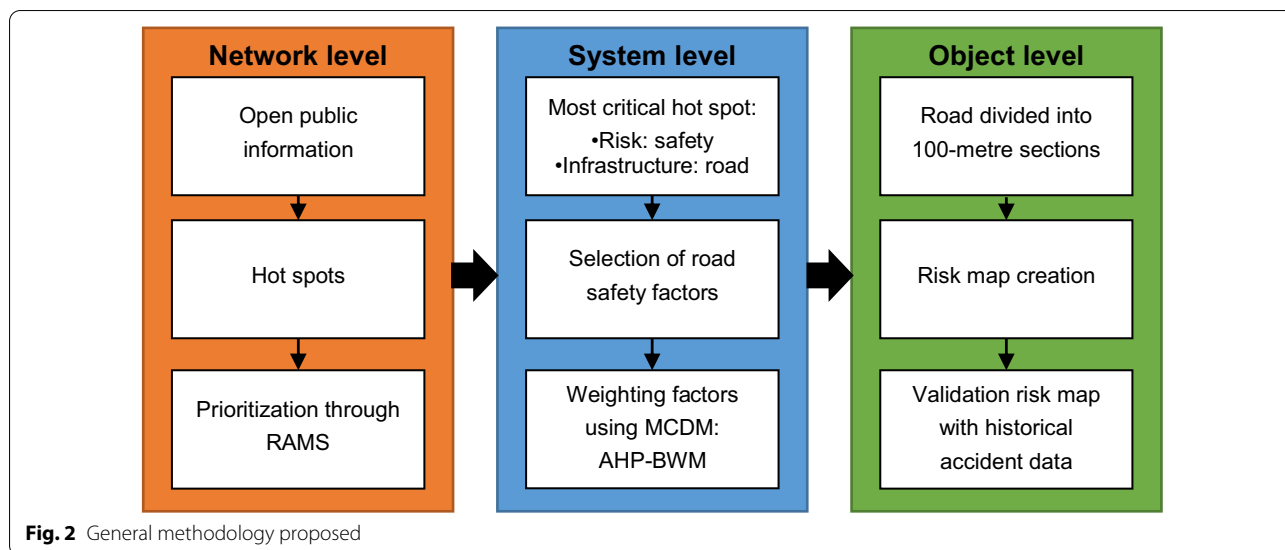 Network level
Open public
information
Hot spots
Prioritization through
RAMS
System level
Most critical hot spot:
•Risk: safety
•Infrastructure: road
Selection of road
safety factors
Weighting factors
using MCDM:
AHP-BWM
Object level
Road divided into
100-metre sections
Risk map creation
Validation risk map
with historical
accident data
Fig. 2 General methodology proposed